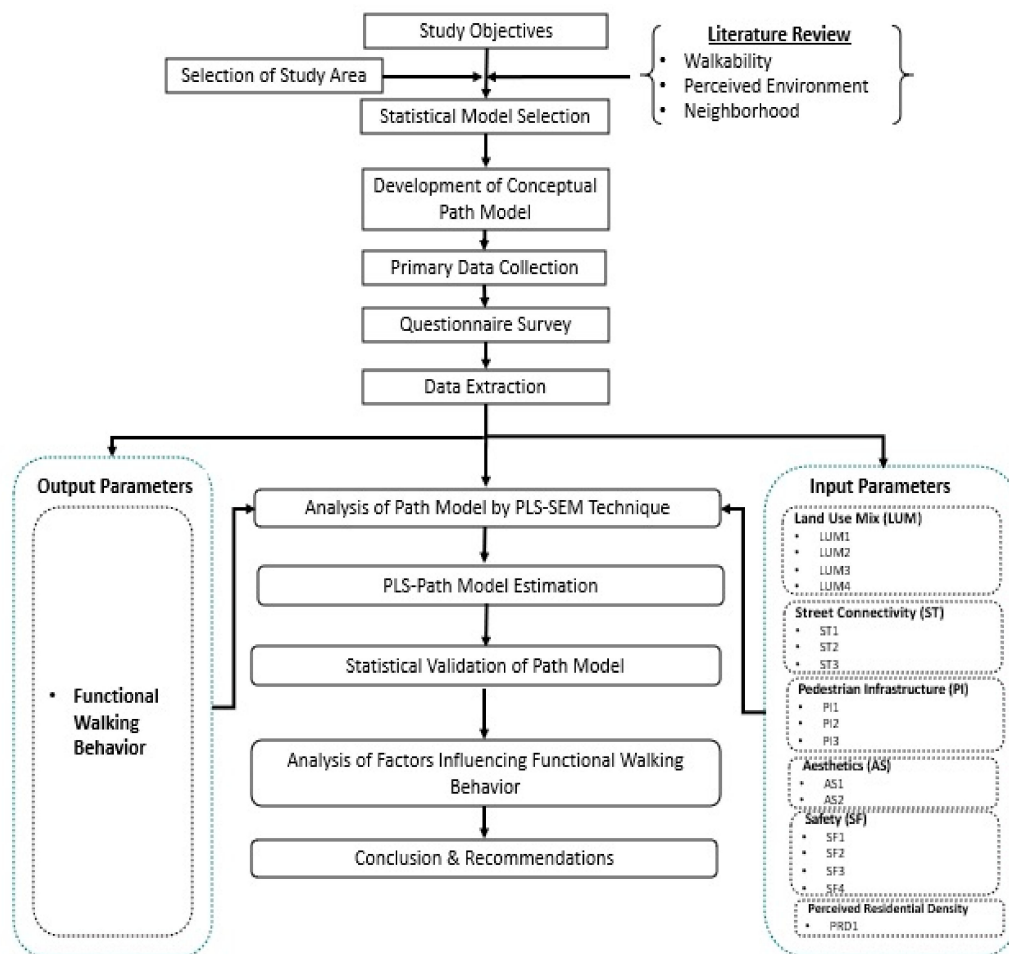 Study Objectives
Literature Review
• Walkability
• Perceived Environment
• Neighborhood
Selection of Study Area
Statistical Model Selection
Development of Conceptual
Path Model
Primary Data Collection
Questionnaire Survey
Data Extraction
Output Parameters
• Functional
Walking
Behavior
Analysis of Path Model by PLS-SEM Technique
PLS-Path Model Estimation
Statistical Validation of Path Model
Analysis of Factors Influencing Functional Walking
Behavior
Conclusion & Recommendations
Input Parameters
Land Use Mix (LUM)
• LUM1
• LUM2
• LUM3
• LUM4
Street Connectivity (ST)
• ST1
• ST2
• ST3
Pedestrian Infrastructure (PI)
• PI1
• PI2
• PI3
Aesthetics (AS)
• AS1
• AS2
Safety (SF)
• SF1
• SF2
• SF3
• SF4
Perceived Residential Density
• PRD1